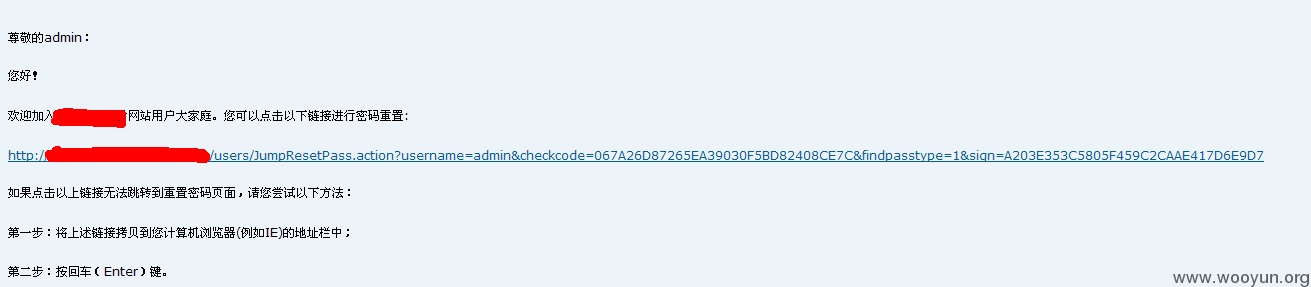 尊敬的admin：
您好！
欢迎加入网站用户大家庭。您可以点击以下链接进行密码重置:
http:///users/JumpResetPass.action?username=admin&checkcode=067A26D87265EA39030F5BD82408CE7C&findpasstype=1&sign=A203E353C5805F459C2CAAE417D6E9D7
如果点击以上链接无法跳转到重置密码页面，请您尝试以下方法：
第一步：将上述链接拷贝到您计算机浏览器(例如IE)的地址栏中；
第二步：按回车（Enter）键。
www.wooyun.org